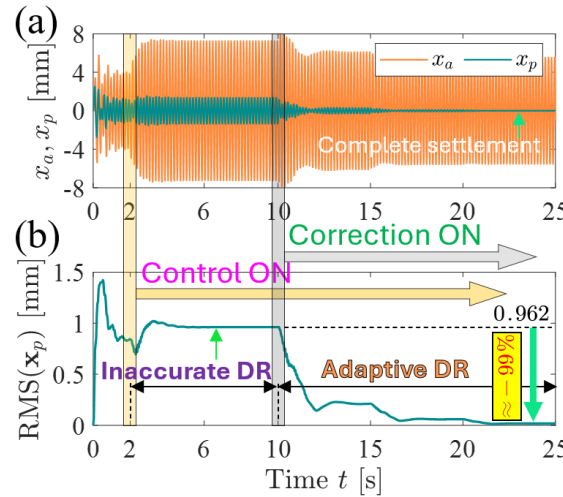 (a)
x_a, x_p [mm]
8
4
0
-4
-8
x_a
x_p
Complete settlement
0 2 6 10 15 20 25
(b)
Correction ON
Control ON
RMS(x_p) [mm]
1.5
1
0.5
0
0.962
≈ − 99%
Inaccurate DR
Adaptive DR
0 2 6 10 15 20 25
Time t [s]